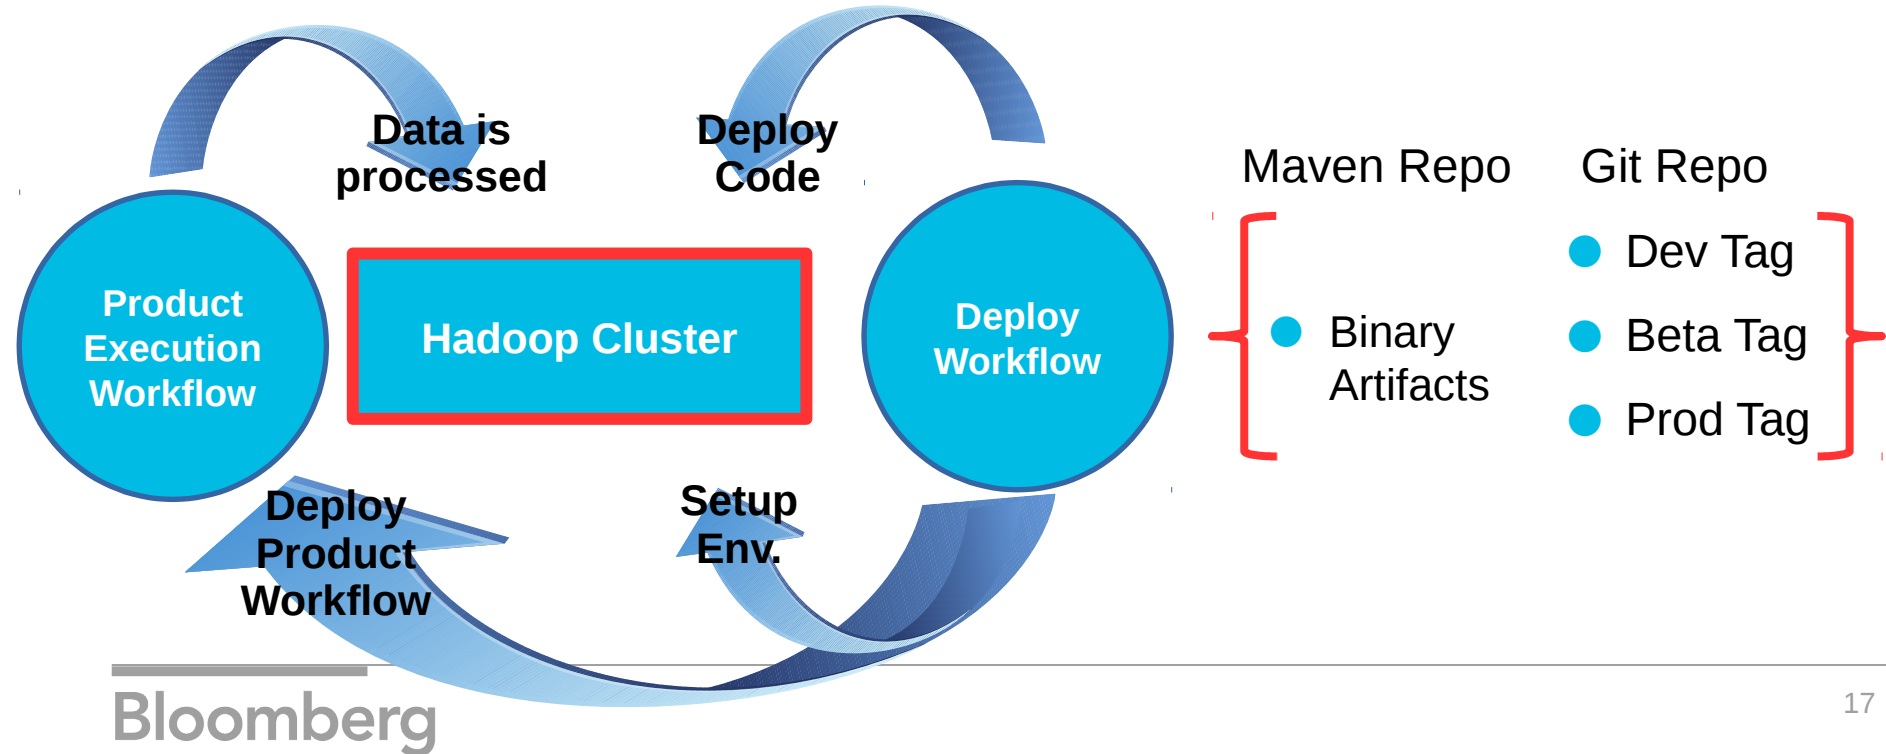 Data is
processed
Deploy
Code
Maven Repo
Git Repo
Product
Execution
Workflow
Hadoop Cluster
Deploy
Workflow
Binary
Artifacts
Dev Tag
Beta Tag
Prod Tag
Deploy
Product
Workflow
Setup
Env.
Bloomberg
17